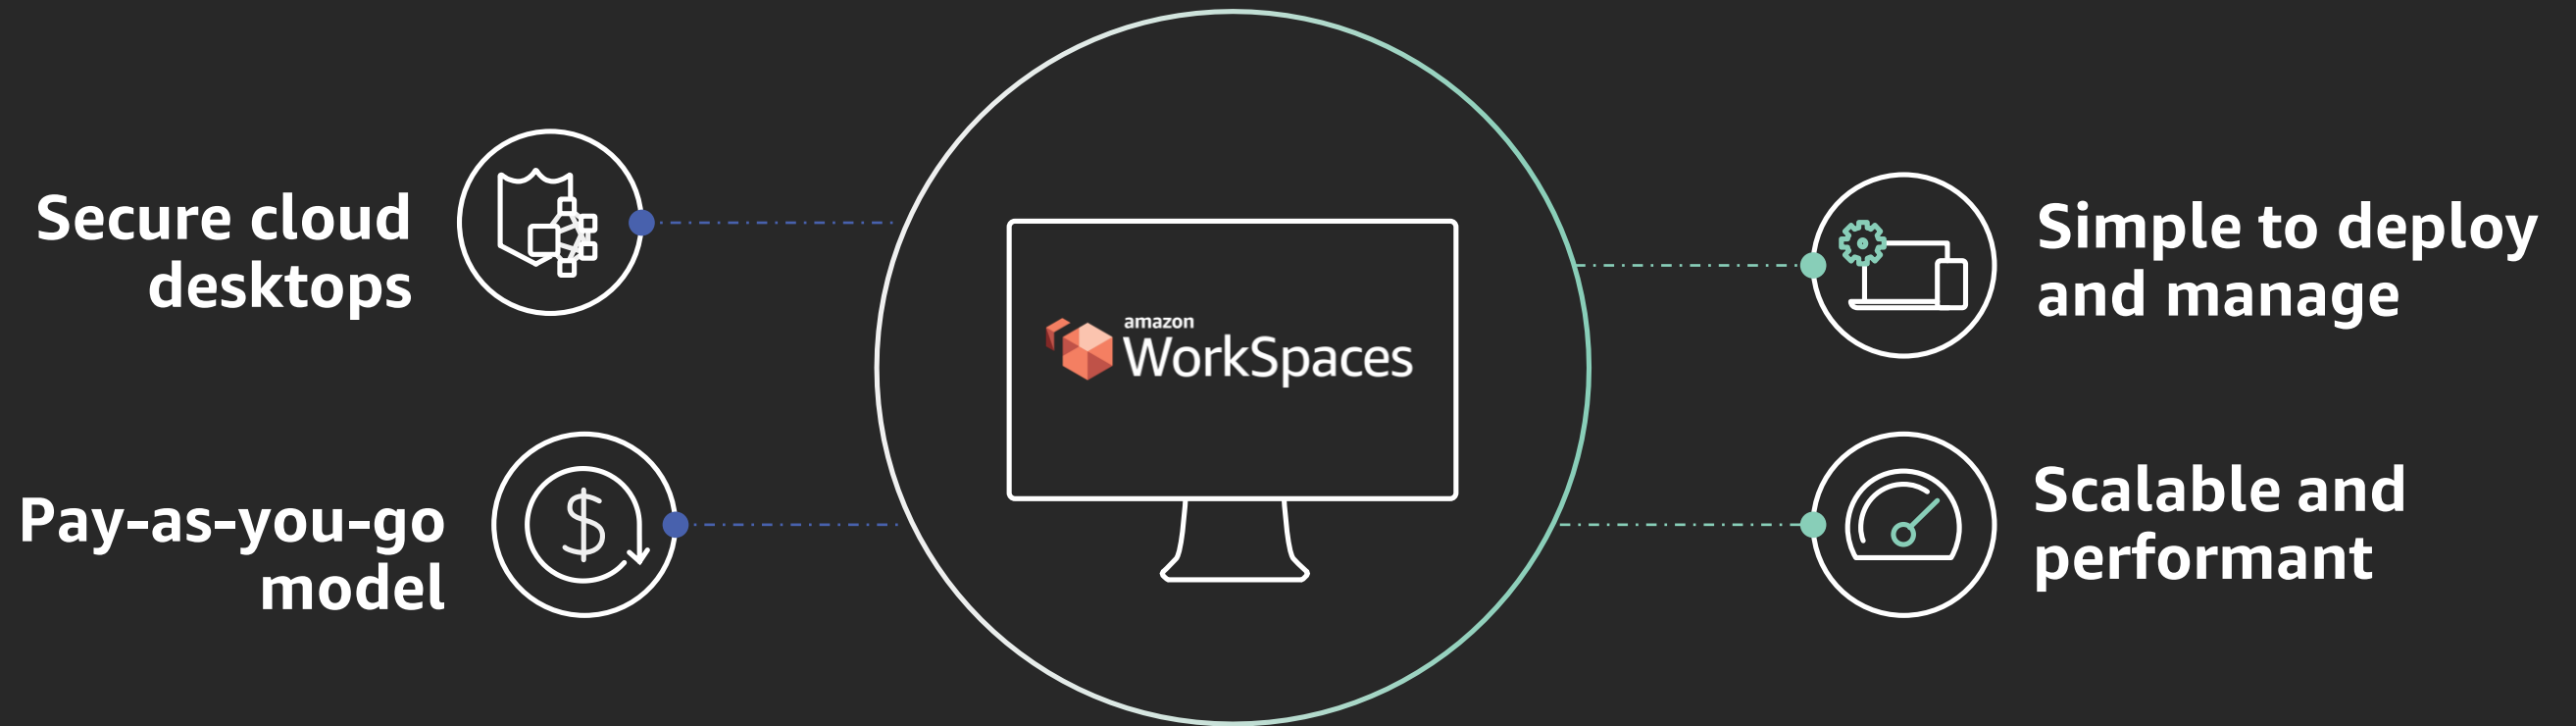 Secure cloud
desktops
Pay-as-you-go
model
amazon
WorkSpaces
Simple to deploy
and manage
Scalable and
performant